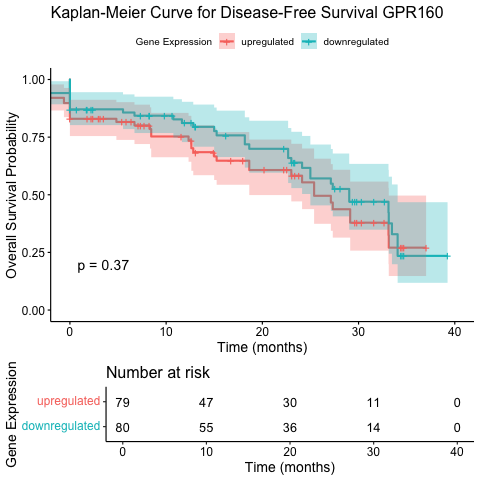 Kaplan-Meier Curve for Disease-Free Survival GPR160
Gene Expression upregulated downregulated
Overall Survival Probability
1.00
0.75
0.50
0.25
0.00
p = 0.37
0 10 20 30 40
Time (months)
Number at risk
Gene Expression
upregulated 79 47 30 11 0
downregulated 80 55 36 14 0
0 10 20 30 40
Time (months)